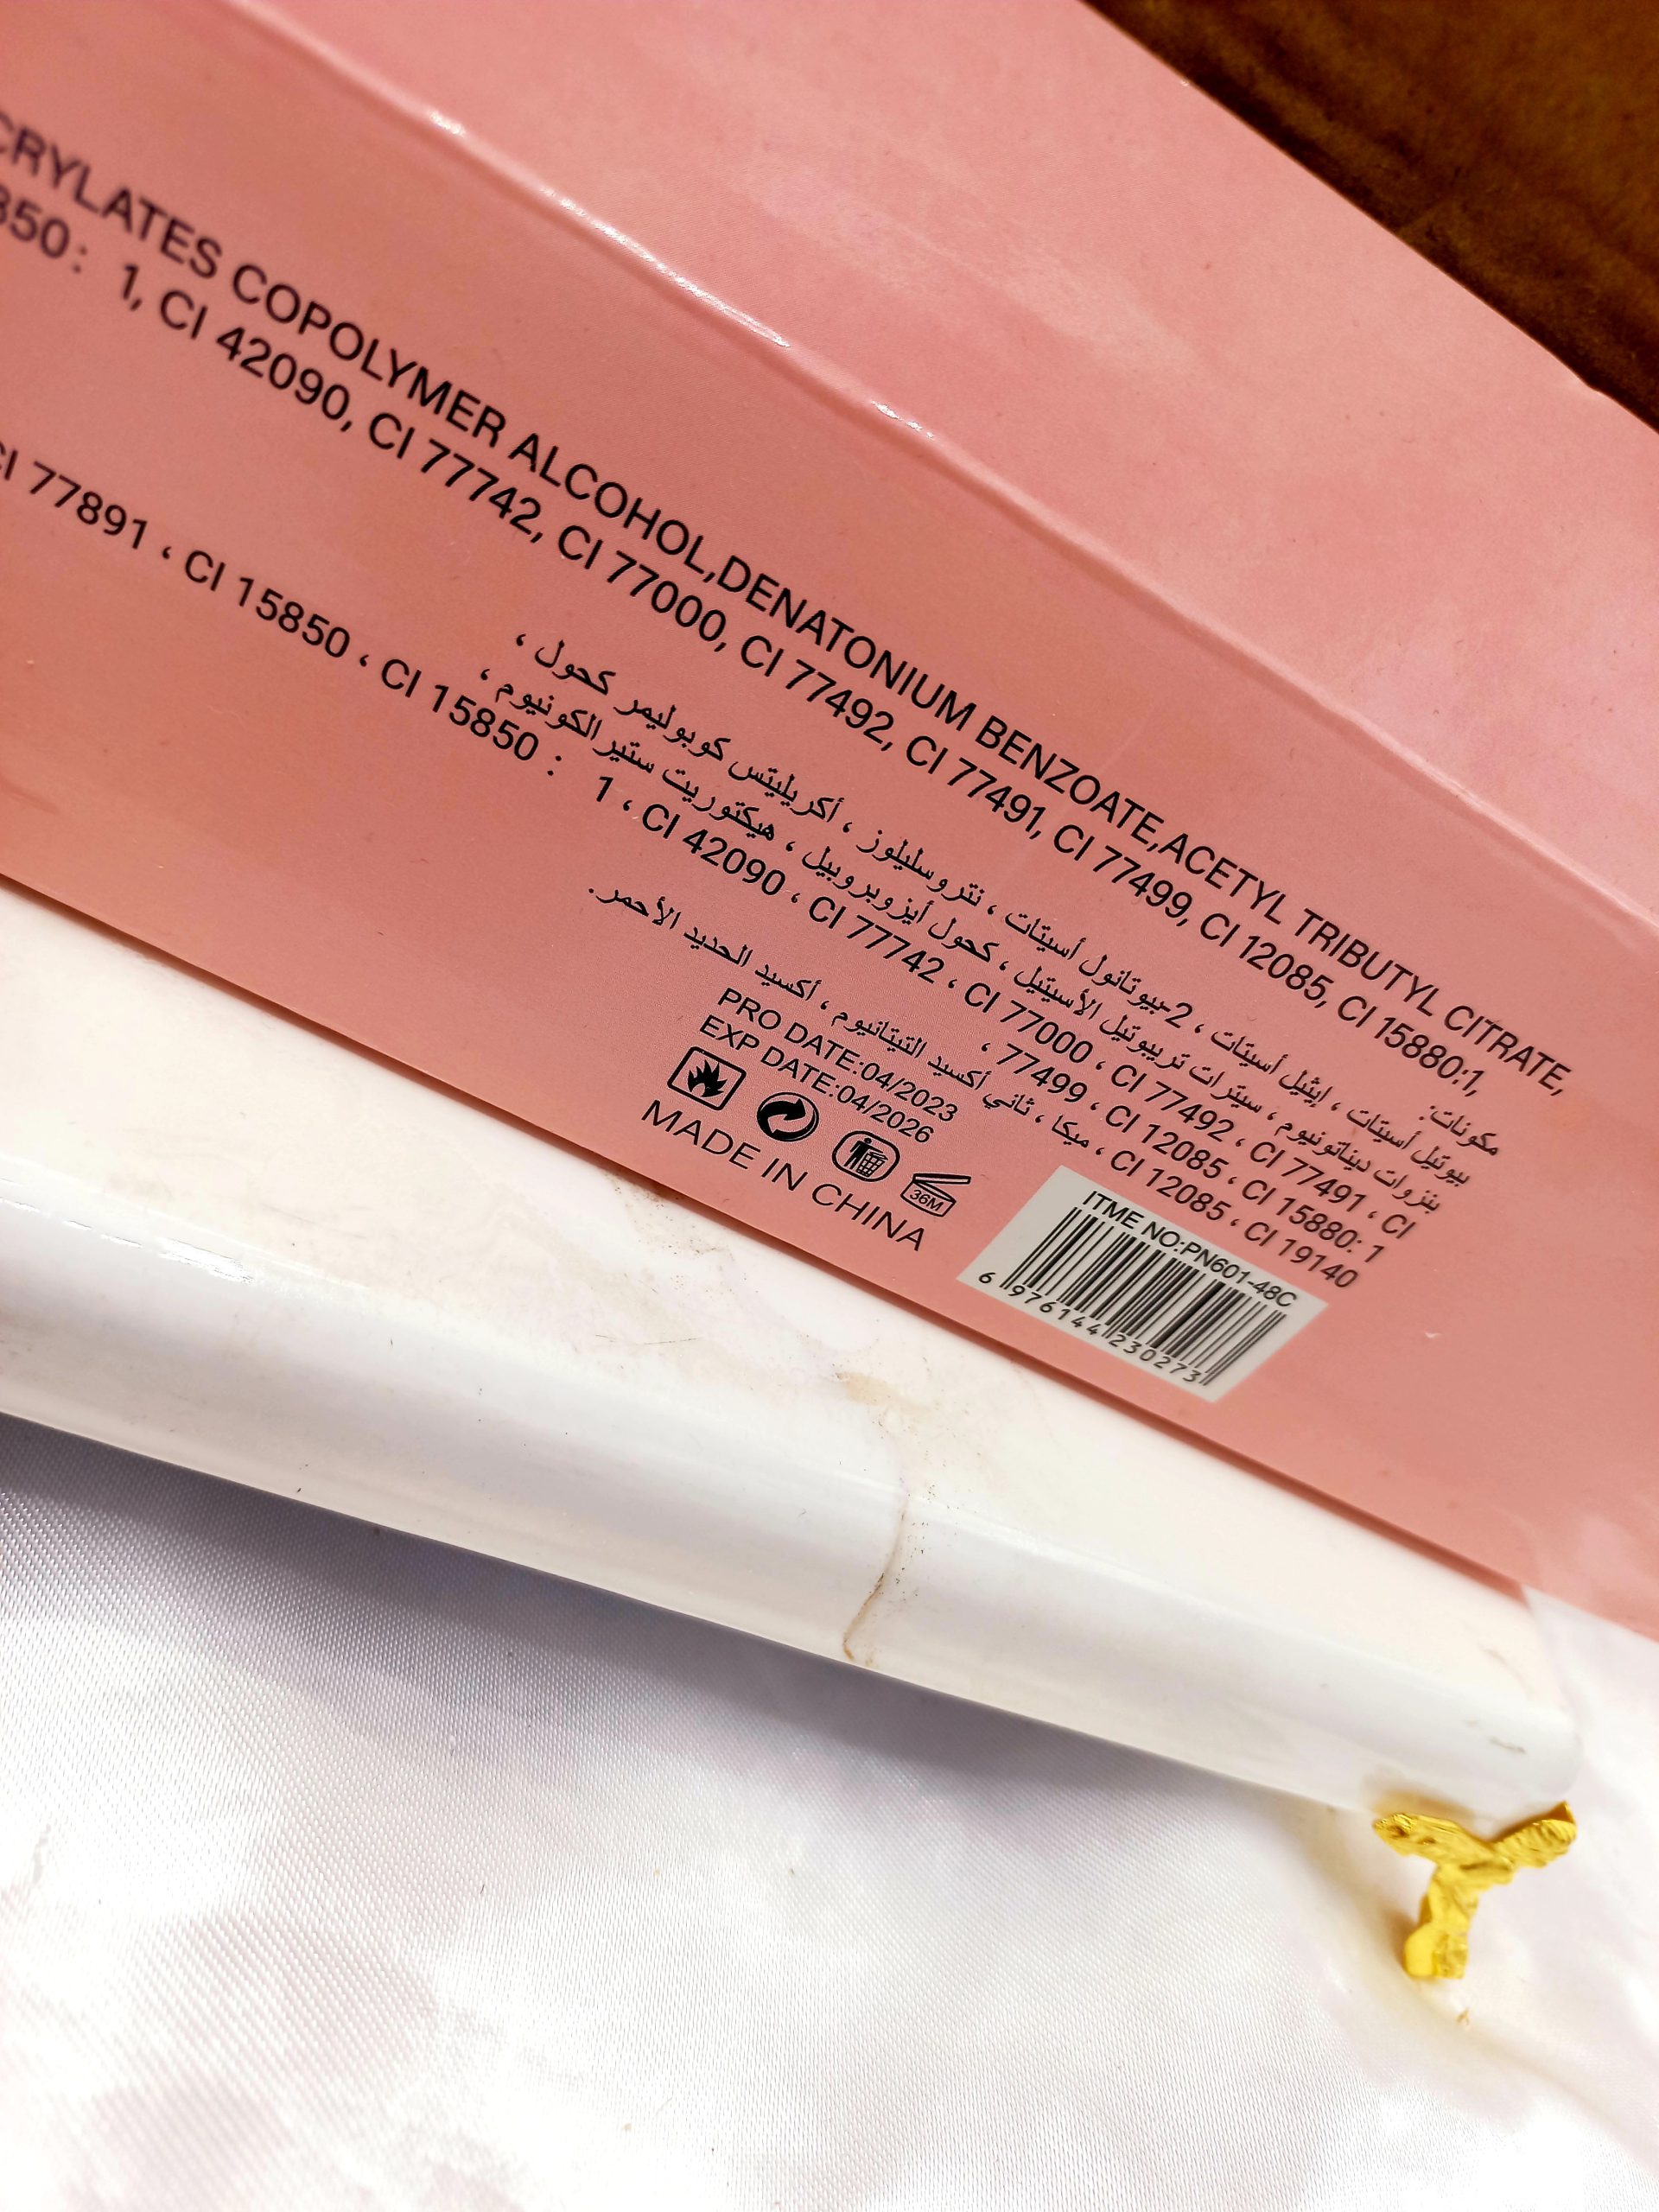 CRYLATES COPOLYMER ALCOHOL,DENATONIUM BENZOATE,ACETYL TRIBUTYL CITRATE,
850: 1, CI 42090, CI 77742, CI 77000, CI 77492, CI 77491, CI 77499, CI 12085, CI 15880:1,
مكونات:
بيوتيل أسيتات ، إيثيل أسيتات ، 2-بيوتانول أسيتات ، نتروسليلوز ، أكريليتس كوبوليمر كحول ،
بنزوات ديناتونيوم ، سيترات تريبوتيل الأسيتيل ، كحول أيزوبروبيل ، هيكتوريت ستيرالكونيوم ،
CI 77891 ، CI 15850 ، CI 15850 : 1 ، CI 42090 ، CI 77742 ، CI 77000 ، CI 77492 ، CI 77491 ، CI
77499 ، CI 12085 ، CI 15880: 1 ،
ميكا ، CI 12085 ، CI 19140 ، ثاني أكسيد التيتانيوم ، أكسيد الحديد الأحمر.
PRO DATE:04/2023
EXP DATE:04/2026
36M
MADE IN CHINA
ITME NO:PN601-48C
6 976144 230273